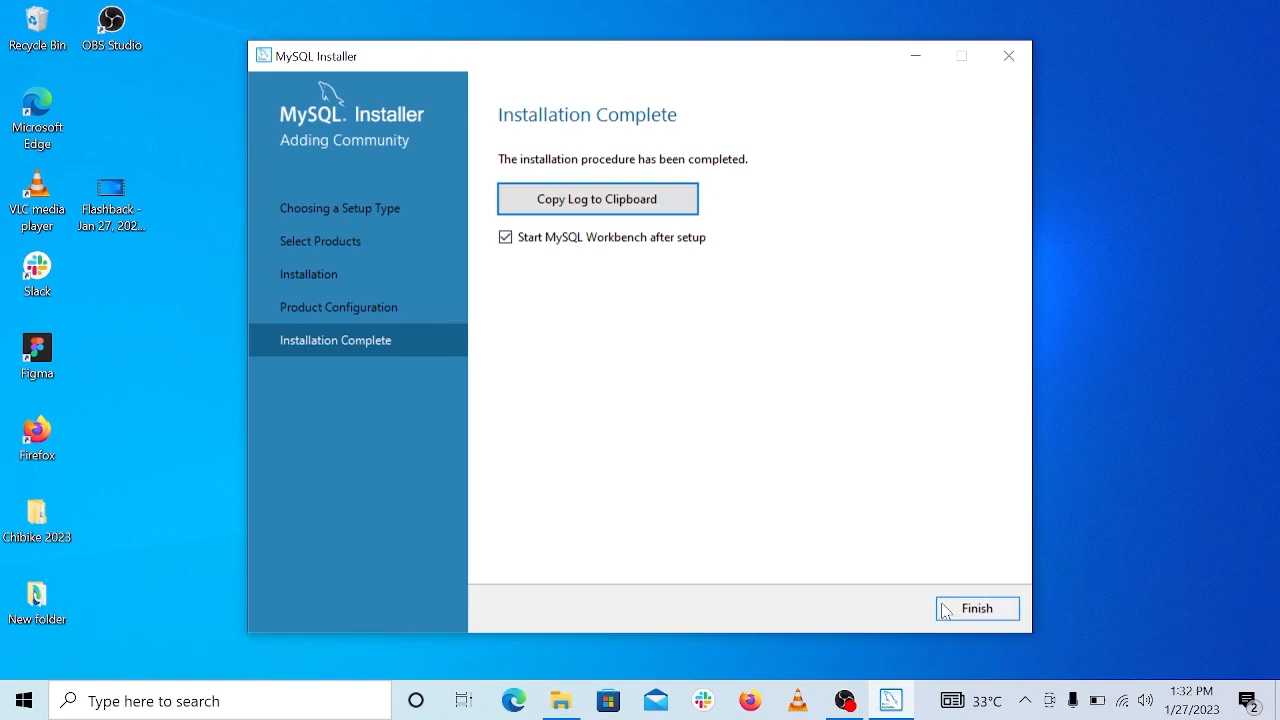 Recycle Bin
OBS Studio
Microsoft
Edge
VLC media
player
Flashback -
Jan 27, 202...
Slack
Figma
Firefox
Chibike 2023
New folder
MySQL Installer
MySQL. Installer
Adding Community
Choosing a Setup Type
Select Products
Installation
Product Configuration
Installation Complete
Installation Complete
The installation procedure has been completed.
Copy Log to Clipboard
Start MySQL Workbench after setup
Finish
Type here to search
33°C
1:32 PM
1/27/2023
2